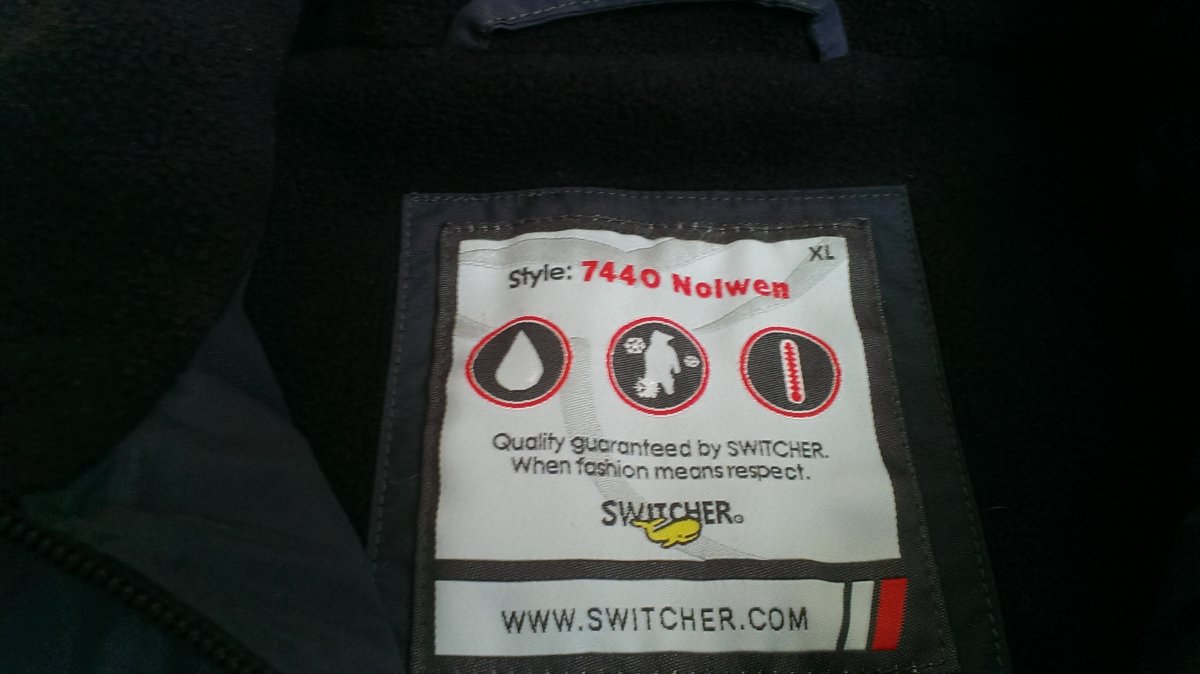 XL
Style: 7440 Nolwen
Quality guaranteed by SWITCHER.
When fashion means respect.
SWITCHER®
WWW.SWITCHER.COM